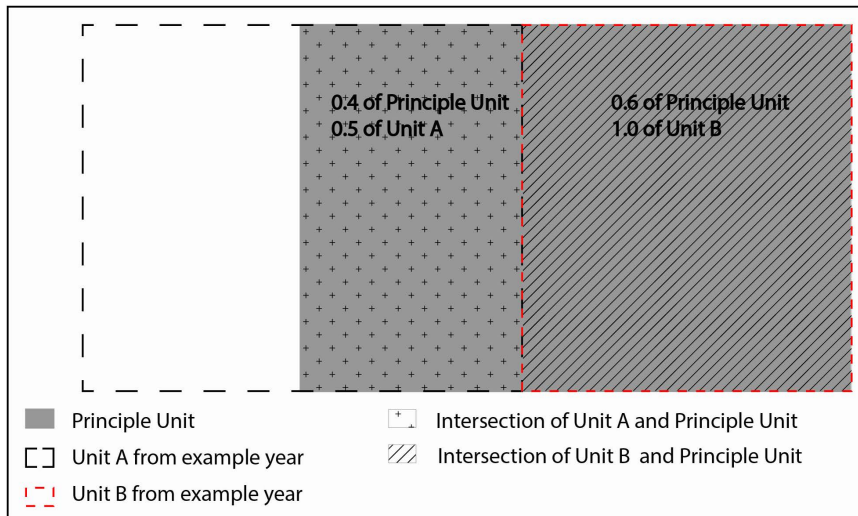 0.4 of Principle Unit
0.5 of Unit A
0.6 of Principle Unit
1.0 of Unit B
Principle Unit
Unit A from example year
Unit B from example year
Intersection of Unit A and Principle Unit
Intersection of Unit B and Principle Unit